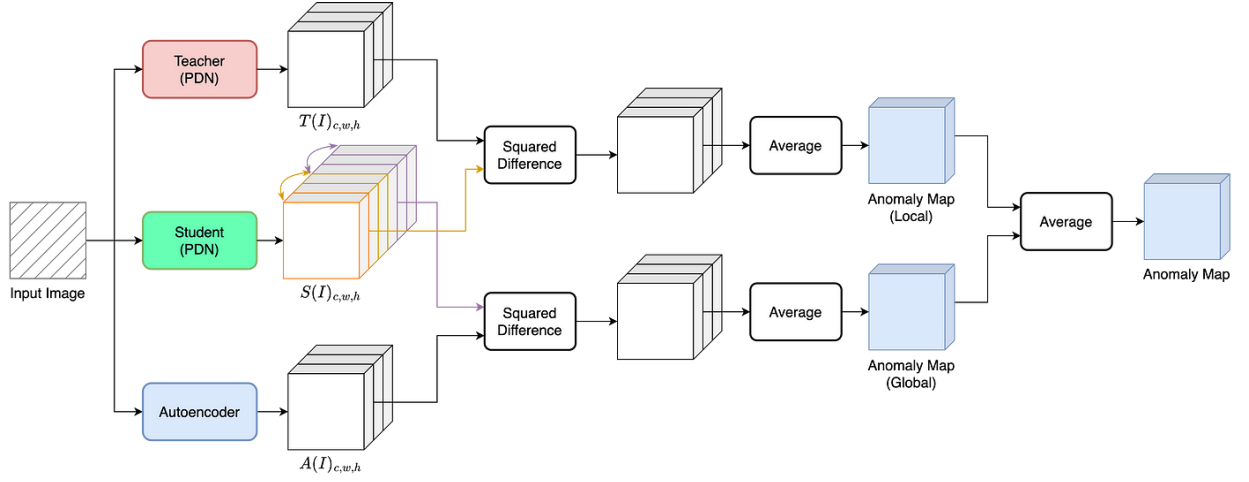 Teacher
(PDN)
T(I)c,w,h
Student
(PDN)
S(I)c,w,h
Input Image
Autoencoder
A(I)c,w,h
Squared
Difference
Squared
Difference
Average
Average
Anomaly Map
(Local)
Anomaly Map
(Global)
Average
Anomaly Map